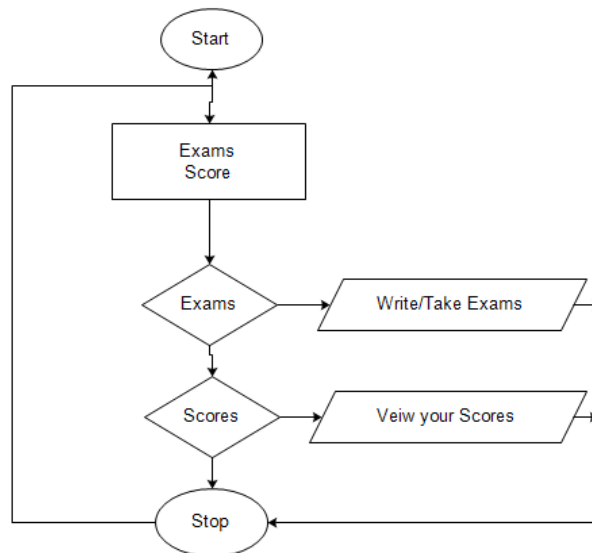 Start
Exams
Score
Exams
Write/Take Exams
Scores
Veiw your Scores
Stop